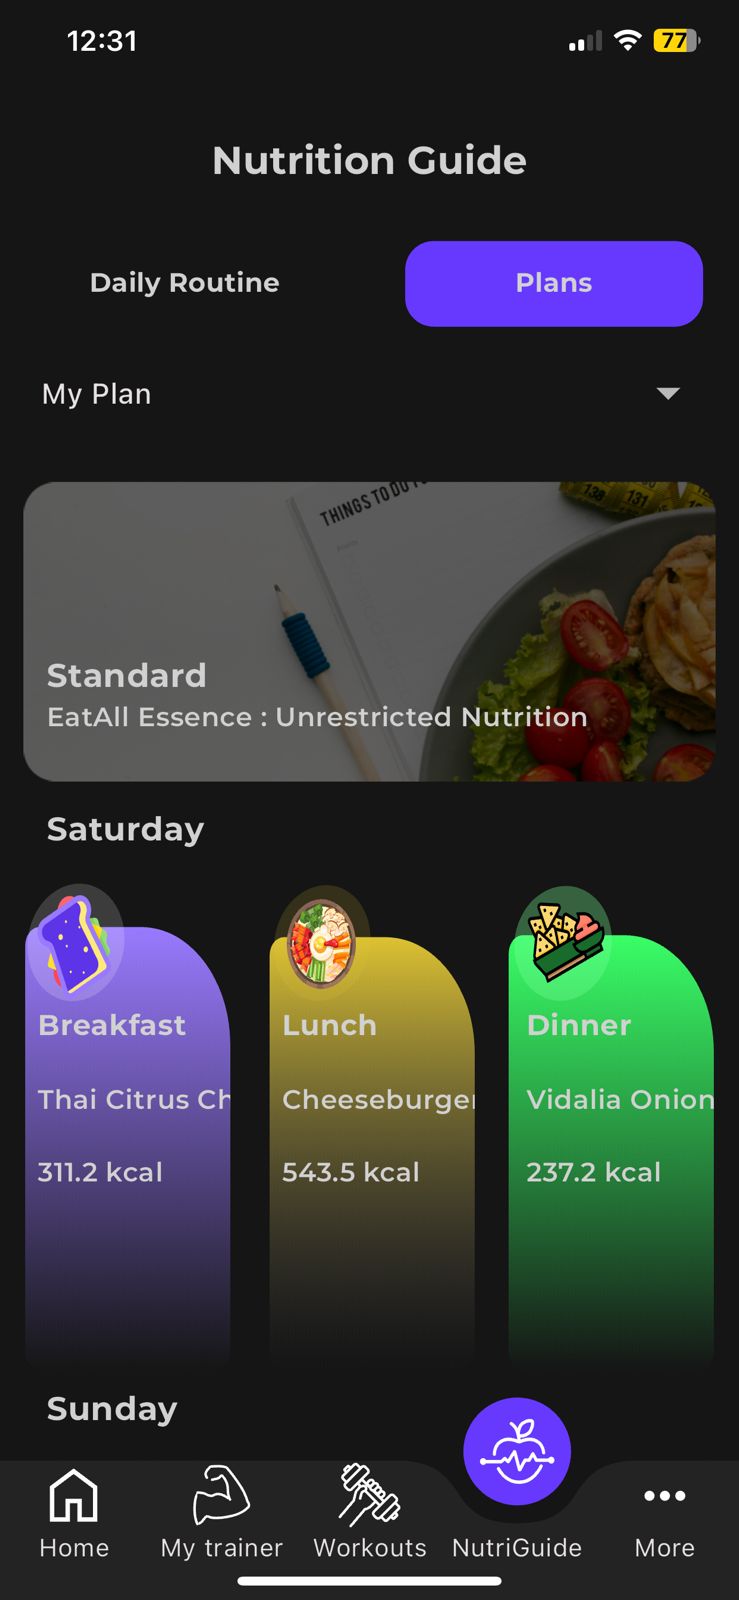 12:31
77
Nutrition Guide
Daily Routine
Plans
My Plan
THINGS TO DO
138 131
Standard
EatAll Essence : Unrestricted Nutrition
Saturday
Breakfast
Thai Citrus Ch
311.2 kcal
Lunch
Cheeseburger
543.5 kcal
Dinner
Vidalia Onion
237.2 kcal
Sunday
Home
My trainer
Workouts
NutriGuide
More